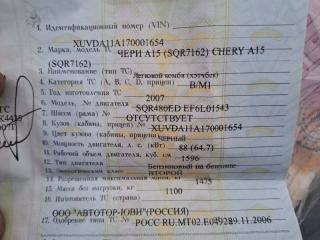 1. Идентификационный номер (VIN)
XUVDA11A170001654
2. Марка, модель ТС ЧЕРИ А15 (SQR7162) CHERY A15
(SQR7162)
3. Наименование (тип ТС) Легковой комби (хэтчбек)
4. Категория ТС (А, В, С, D, прицеп) B/M1
5. Год изготовления ТС 2007
6. Модель, № двигателя SQR480ED EF6L01543
7. Шасси (рама) № ОТСУТСТВУЕТ
8. Кузов (кабина, прицеп) № XUVDA11A170001654
9. Цвет кузова (кабины, прицепа) Черный
10. Мощность двигателя, л. с. (кВт) 88 (64.7)
11. Рабочий объем двигателя, куб. см 1596
12. Тип двигателя Бензиновый на бензине
13. Экологический класс ВТОРОЙ
14. Разрешенная максимальная масса, кг 1475
15. Масса без нагрузки, кг 1100
16. Изготовитель ТС (страна)
ООО "АВТОТОР-ЮВИ"(РОССИЯ)
17. Одобрение типа ТС № РОСС RU.MT02.E04928